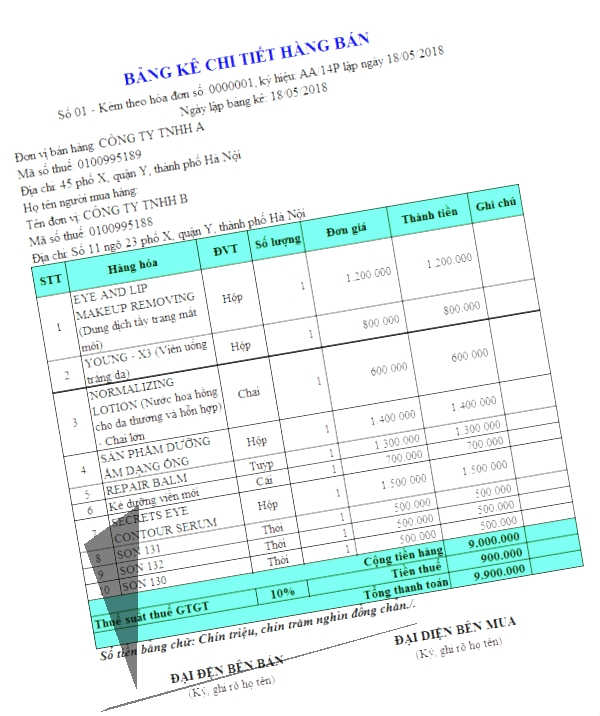 BẢNG KÊ CHI TIẾT HÀNG BÁN
Số 01 - Kèm theo hóa đơn số: 0000001, ký hiệu: AA/14P lập ngày 18/05/2018
Ngày lập bảng kê: 18/05/2018
Đơn vị bán hàng: CÔNG TY TNHH A
Mã số thuế: 0100995189
Địa chỉ: 45 phố X, quận Y, thành phố Hà Nội
Họ tên người mua hàng:
Tên đơn vị: CÔNG TY TNHH B
Mã số thuế: 0100995188
Địa chỉ: Số 11 ngõ 23 phố X, quận Y, thành phố Hà Nội
STT Hàng hóa ĐVT Số lượng Đơn giá Thành tiền Ghi chú
1 EYE AND LIP MAKEUP REMOVING (Dung dịch tẩy trang mắt môi) Hộp 1 1.200.000 1.200.000
2 YOUNG - X3 (Viên uống trắng da) Hộp 1 800.000 800.000
3 NORMALIZING LOTION (Nước hoa hồng cho da thường và hỗn hợp) - Chai lớn Chai 1 600.000 600.000
4 SẢN PHẨM DƯỠNG ẨM DẠNG ỐNG Hộp 1 1.400.000 1.400.000
5 REPAIR BALM Tuýp 1 1.300.000 1.300.000
6 Kẻ đường viền môi Cái 1 700.000 700.000
7 SECRETS EYE CONTOUR SERUM Hộp 1 1.500.000 1.500.000
8 SON 131 Thỏi 1 500.000 500.000
9 SON 132 Thỏi 1 500.000 500.000
10 SON 130 Thỏi 1 500.000 500.000
Cộng tiền hàng 9.000.000
Thuế suất thuế GTGT 10% Tiền thuế 900.000
Tổng thanh toán 9.900.000
Số tiền bằng chữ: Chín triệu, chín trăm nghìn đồng chẵn./.
ĐẠI DIỆN BÊN BÁN ĐẠI DIỆN BÊN MUA
(Ký, ghi rõ họ tên) (Ký, ghi rõ họ tên)